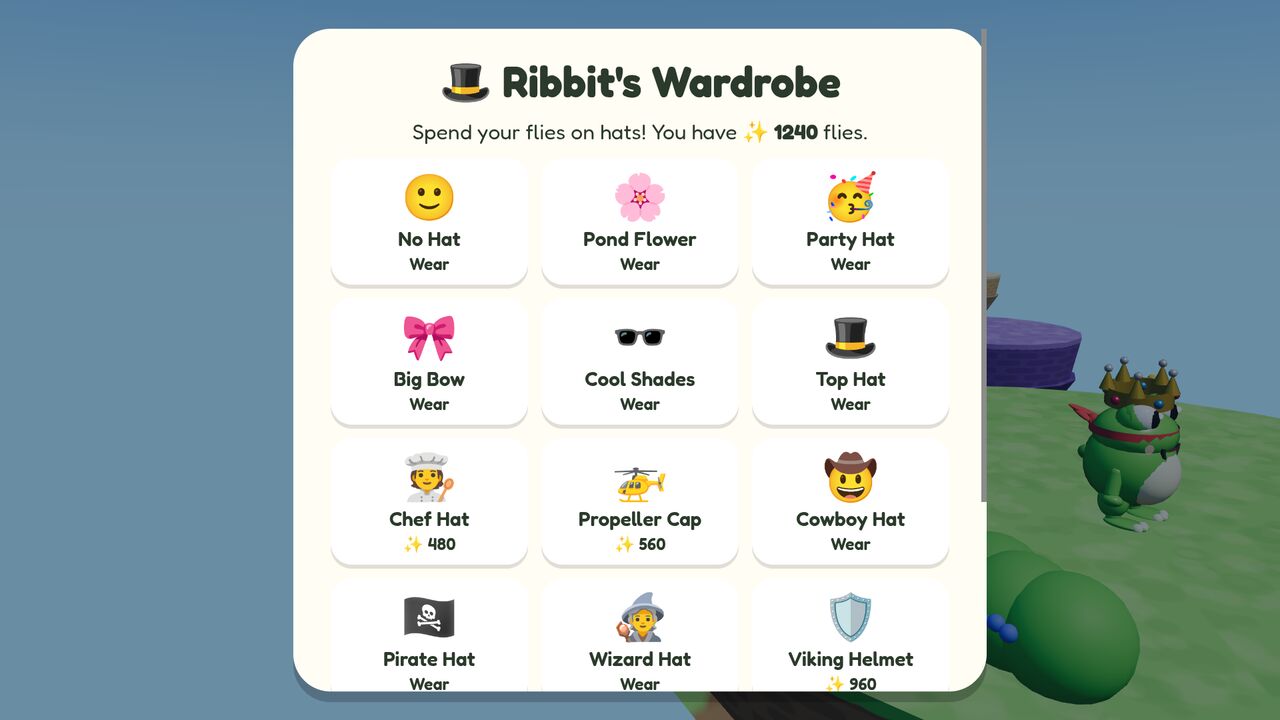 Ribbit's Wardrobe
Spend your flies on hats! You have ✨ 1240 flies.
No Hat
Wear
Pond Flower
Wear
Party Hat
Wear
Big Bow
Wear
Cool Shades
Wear
Top Hat
Wear
Chef Hat
✨ 480
Propeller Cap
✨ 560
Cowboy Hat
Wear
Pirate Hat
Wear
Wizard Hat
Wear
Viking Helmet
✨ 960